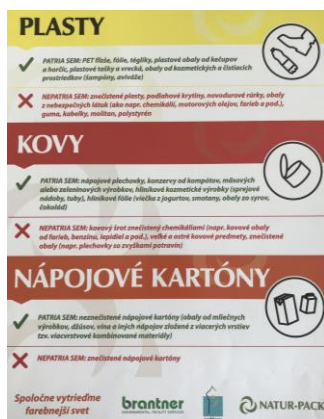 PLASTY
PATRIA SEM: PET fľaše, fólie, tégliky, plastové obaly od kečupov
a horčíc, plastové tašky a vrecká, obaly od kozmetických a čistiacich
prostriedkov (šampóny, aviváže)
NEPATRIA SEM: znečistené plasty, podlahové krytiny, novodurové rúrky, obaly
z nebezpečných látok (ako napr. chemikálií, motorových olejov, farieb a pod.),
guma, kabelky, molitan, polystyrén
KOVY
PATRIA SEM: nápojové plechovky, konzervy od kompótov, mäsových
alebo zeleninových výrobkov, hliníkové kozmetické výrobky (sprejové
nádoby, tuby), hliníkové fólie (viečka z jogurtov, smotany, obaly zo syrov,
čokolád)
NEPATRIA SEM: kovový šrot znečistený chemikáliami (napr. kovové obaly
od farieb, benzínu, lepidiel a pod.), veľké a ostré kovové predmety, znečistené
obaly (napr. plechovky so zvyškami potravín)
NÁPOJOVÉ KARTÓNY
PATRIA SEM: neznečistené nápojové kartóny (obaly od mliečnych
výrobkov, džúsov, vína a iných nápojov zložené z viacerých vrstiev
tzv. viacvrstvové kombinované materiály)
NEPATRIA SEM: znečistené nápojové kartóny
Spoločne vytrieďme
farebnejší svet
brantner
ENVIRONMENTAL FACILITY SERVICES
NATUR-PACK